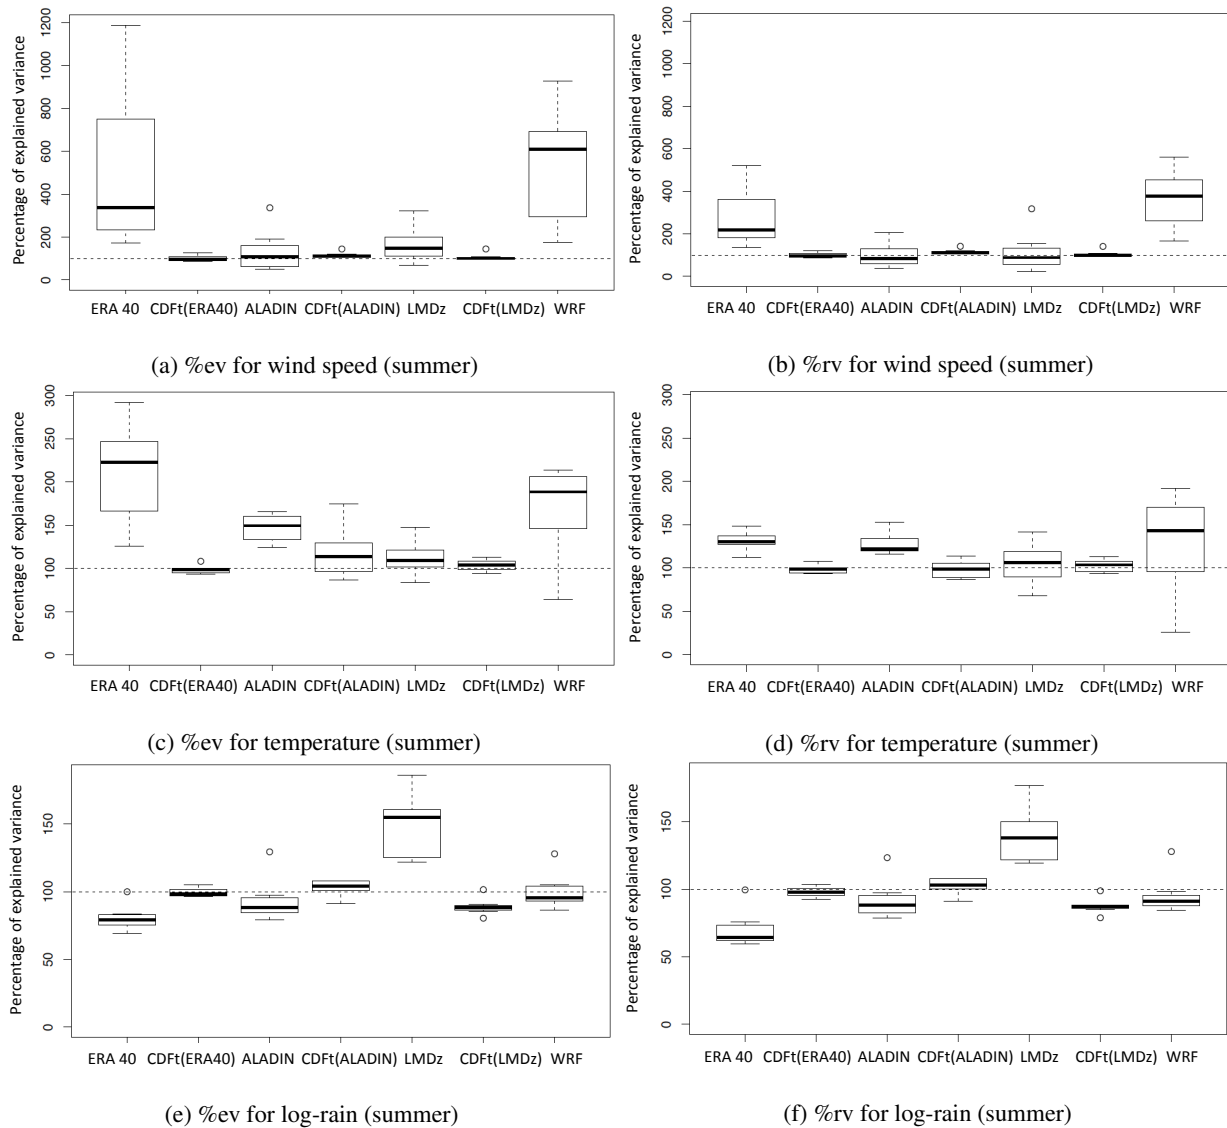 Percentage of explained variance
1200
1000
800
600
400
200
0
ERA 40 CDFt(ERA40) ALADIN CDFt(ALADIN) LMDz CDFt(LMDz) WRF
(a) %ev for wind speed (summer)
Percentage of explained variance
1200
1000
800
600
400
200
0
ERA 40 CDFt(ERA40) ALADIN CDFt(ALADIN) LMDz CDFt(LMDz) WRF
(b) %rv for wind speed (summer)
Percentage of explained variance
300
250
200
150
100
50
0
ERA 40 CDFt(ERA40) ALADIN CDFt(ALADIN) LMDz CDFt(LMDz) WRF
(c) %ev for temperature (summer)
Percentage of explained variance
300
250
200
150
100
50
0
ERA 40 CDFt(ERA40) ALADIN CDFt(ALADIN) LMDz CDFt(LMDz) WRF
(d) %rv for temperature (summer)
Percentage of explained variance
150
100
50
0
ERA 40 CDFt(ERA40) ALADIN CDFt(ALADIN) LMDz CDFt(LMDz) WRF
(e) %ev for log-rain (summer)
Percentage of explained variance
150
100
50
0
ERA 40 CDFt(ERA40) ALADIN CDFt(ALADIN) LMDz CDFt(LMDz) WRF
(f) %rv for log-rain (summer)